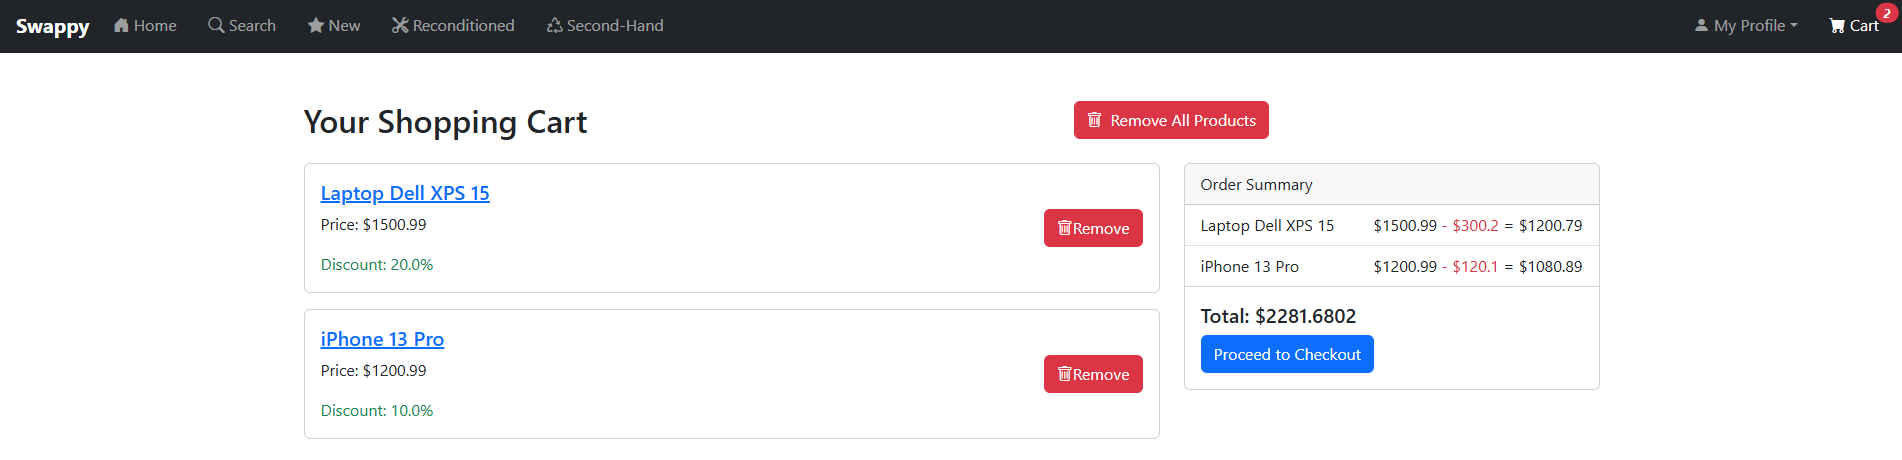 Swappy Home Search New Reconditioned Second-Hand My Profile Cart 2
Your Shopping Cart
Remove All Products
Laptop Dell XPS 15
Price: $1500.99
Discount: 20.0%
Remove
iPhone 13 Pro
Price: $1200.99
Discount: 10.0%
Remove
Order Summary
Laptop Dell XPS 15 $1500.99 - $300.2 = $1200.79
iPhone 13 Pro $1200.99 - $120.1 = $1080.89
Total: $2281.6802
Proceed to Checkout